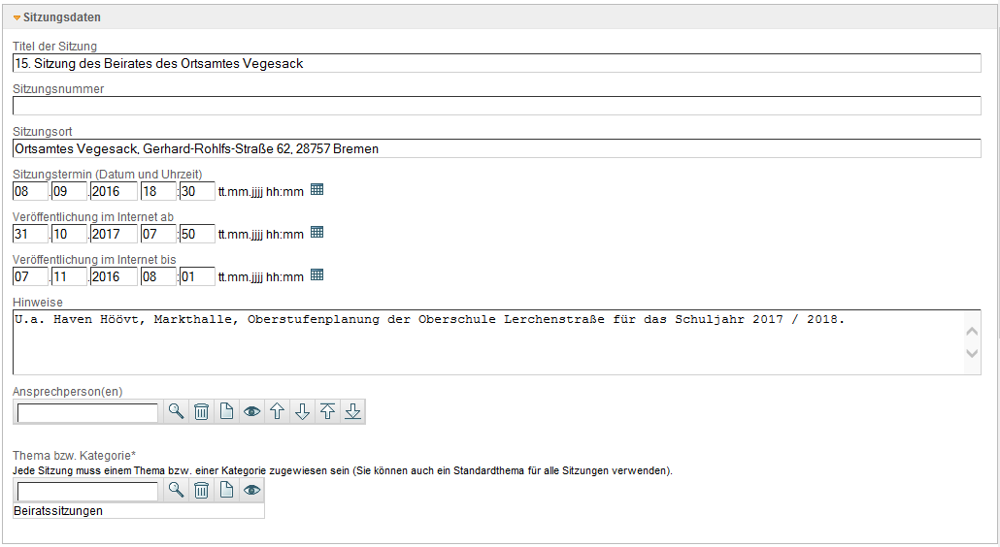 Sitzungsdaten
Titel der Sitzung
15. Sitzung des Beirates des Ortsamtes Vegesack
Sitzungsnummer
Sitzungsort
Ortsamtes Vegesack, Gerhard-Rohlfs-Straße 62, 28757 Bremen
Sitzungstermin (Datum und Uhrzeit)
08.09.2016 18:30 tt.mm.jjjj hh:mm
Veröffentlichung im Internet ab
31.10.2017 07:50 tt.mm.jjjj hh:mm
Veröffentlichung im Internet bis
07.11.2016 08:01 tt.mm.jjjj hh:mm
Hinweise
U.a. Haven Höövt, Markthalle, Oberstufenplanung der Oberschule Lerchenstraße für das Schuljahr 2017 / 2018.
Ansprechperson(en)
Thema bzw. Kategorie*
Jede Sitzung muss einem Thema bzw. einer Kategorie zugewiesen sein (Sie können auch ein Standardthema für alle Sitzungen verwenden).
Beiratssitzungen